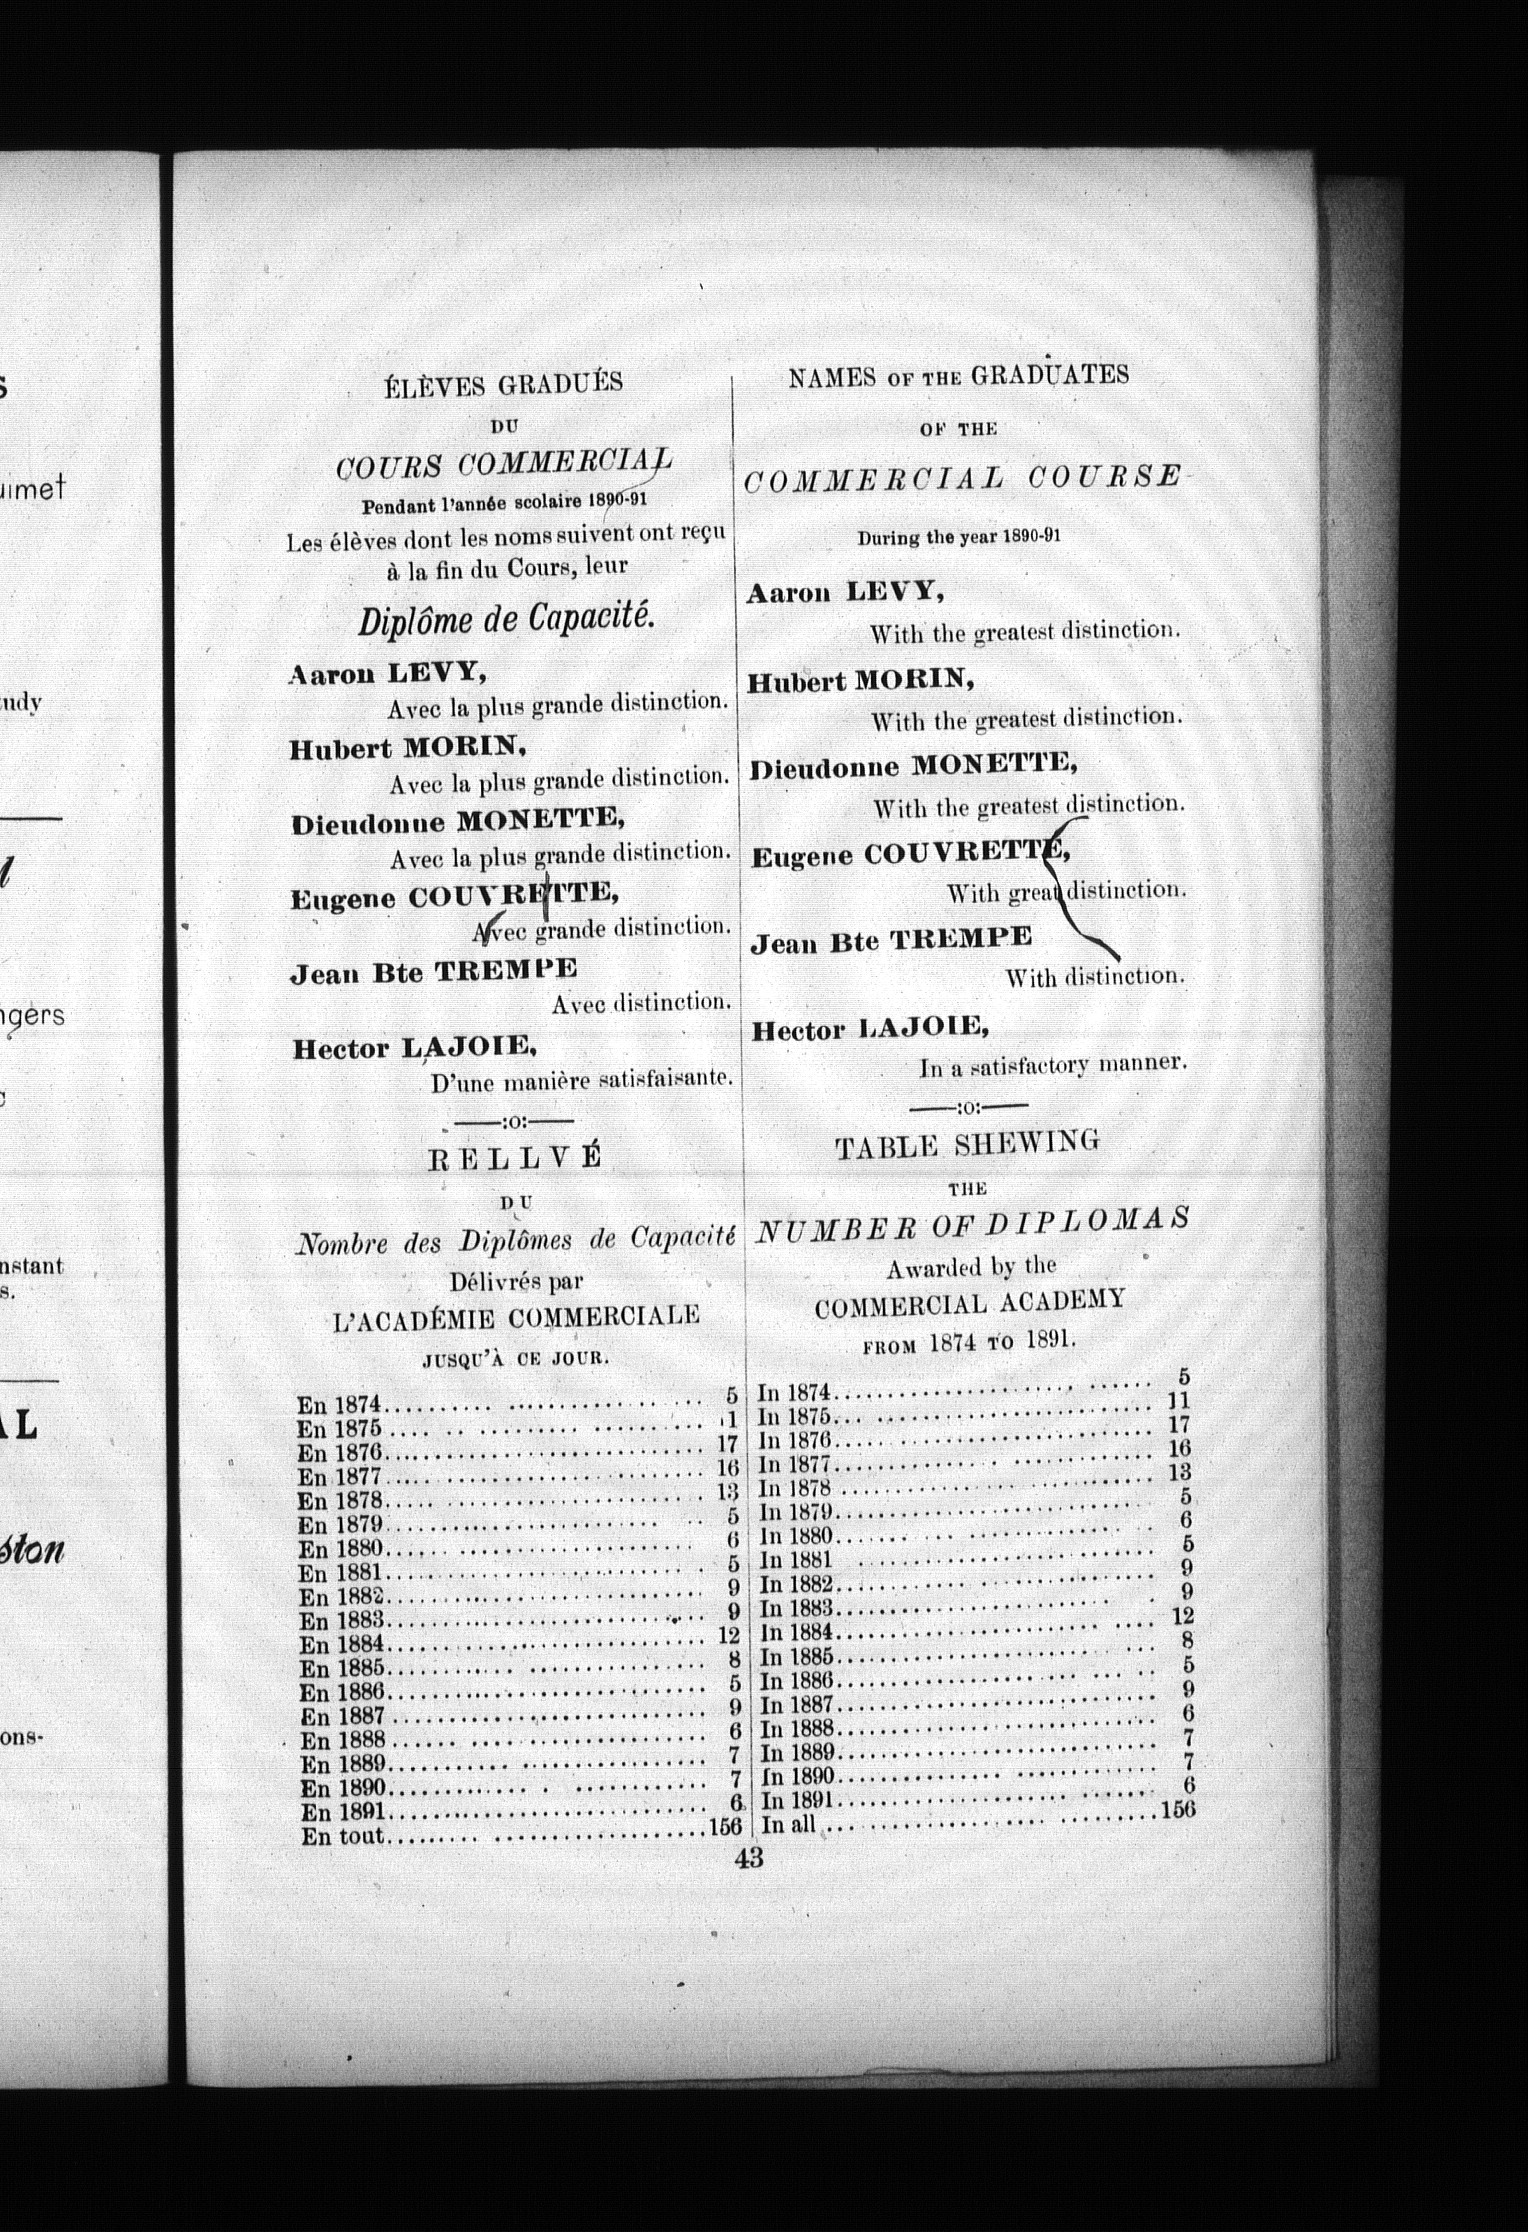 ÉLÈVES GRADUÉS
DU
COURS COMMERCIAL
Pendant l'année scolaire 1890-91
Les élèves dont les noms suivent ont reçu
à la fin du Cours, leur
Diplôme de Capacité.
Aaron LEVY,
Avec la plus grande distinction.
Hubert MORIN,
Avec la plus grande distinction.
Dieudonne MONETTE,
Avec la plus grande distinction.
Eugene COUVRETTE,
Avec grande distinction.
Jean Bte TREMPE
Avec distinction.
Hector LAJOIE,
D'une manière satisfaisante.
——:o:——
RELLVÉ
DU
Nombre des Diplômes de Capacité
Délivrés par
L'ACADÉMIE COMMERCIALE
JUSQU'À CE JOUR.
En 1874.......... ................ 5
En 1875 .... .. .......... .......... 1
En 1876.............................. 17
En 1877.............................. 16
En 1878..... ........................ 13
En 1879.......................... .. 5
En 1880...... ...................... 6
En 1881.............................. 5
En 1882.............................. 9
En 1883.............................. 9
En 1884.............................. 12
En 1885............ ................ 8
En 1886.............................. 5
En 1887.............................. 9
En 1888...... ...................... 6
En 1889........... ................. 7
En 1890............ . ............ 7
En 1891.............................. 6
En tout......... ....................156
NAMES OF THE GRADUATES
OF THE
COMMERCIAL COURSE
During the year 1890-91
Aaron LEVY,
With the greatest distinction.
Hubert MORIN,
With the greatest distinction.
Dieudonne MONETTE,
With the greatest distinction.
Eugene COUVRETTE,
With great distinction.
Jean Bte TREMPE
With distinction.
Hector LAJOIE,
In a satisfactory manner.
——:o:——
TABLE SHEWING
THE
NUMBER OF DIPLOMAS
Awarded by the
COMMERCIAL ACADEMY
FROM 1874 TO 1891.
In 1874...................... ...... 5
In 1875... .......................... 11
In 1876.............................. 17
In 1877............... ............. 16
In 1878 ............................. 13
In 1879.............................. 5
In 1880....... ... .............. . 6
In 1881 ............................ 5
In 1882............ ................ 9
In 1883.......................... . 9
In 1884.......................... .... 12
In 1885........................ ... 8
In 1886....................... ... .. 5
In 1887.............................. 9
In 1888.............................. 6
In 1889.............................. 7
In 1890................ ............. 7
In 1891...................... ....... 6
In all ..................... .........156
43
uimet
udy
ngers
nstant
s.
AL
ston
ons-